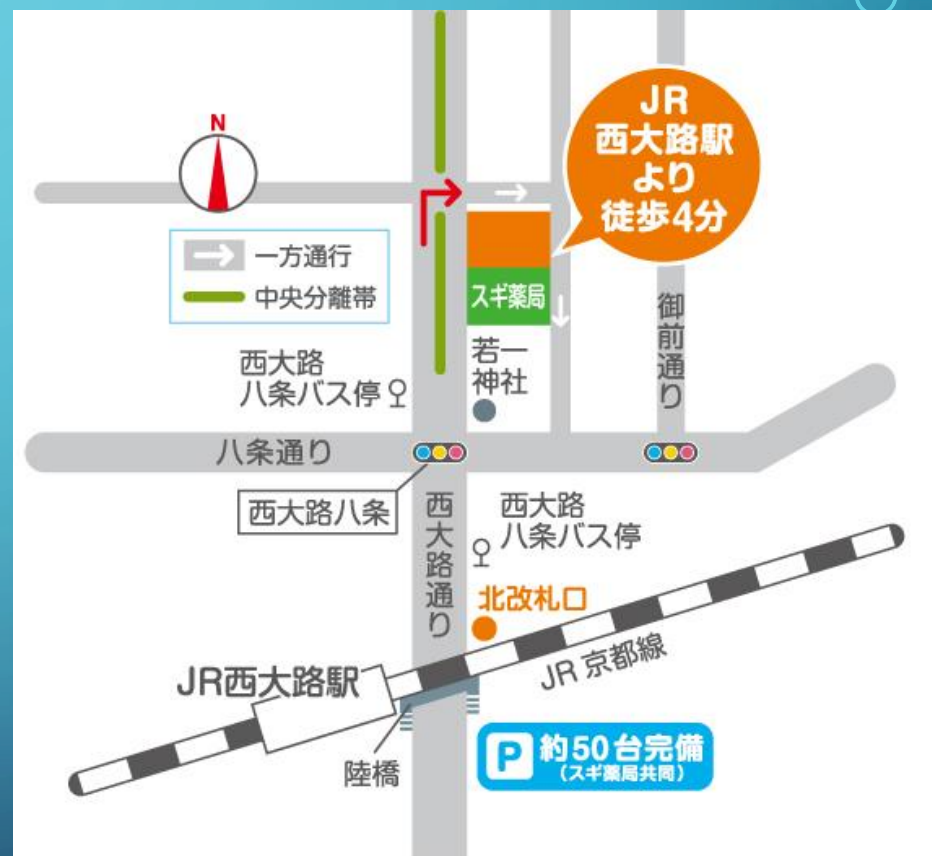 N
JR
西大路駅
より
徒歩4分
一方通行
中央分離帯
スギ薬局
御前通り
西大路
八条バス停
若一
神社
八条通り
西大路八条
西大路通り
西大路
八条バス停
北改札口
JR西大路駅
JR京都線
陸橋
P 約50台完備
(スギ薬局共同)